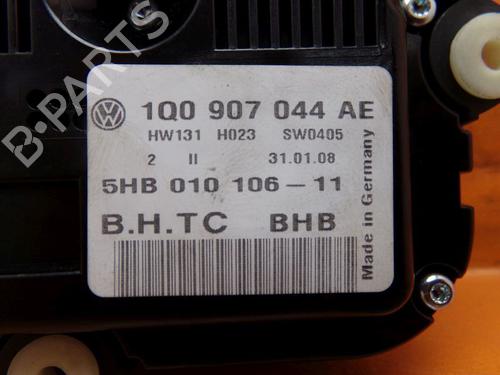 B-PARTS
1Q0 907 044 AE
HW131 H023 SW0405
2 II 31.01.08
5HB 010 106-11
B.H.TC BHB
Made in Germany